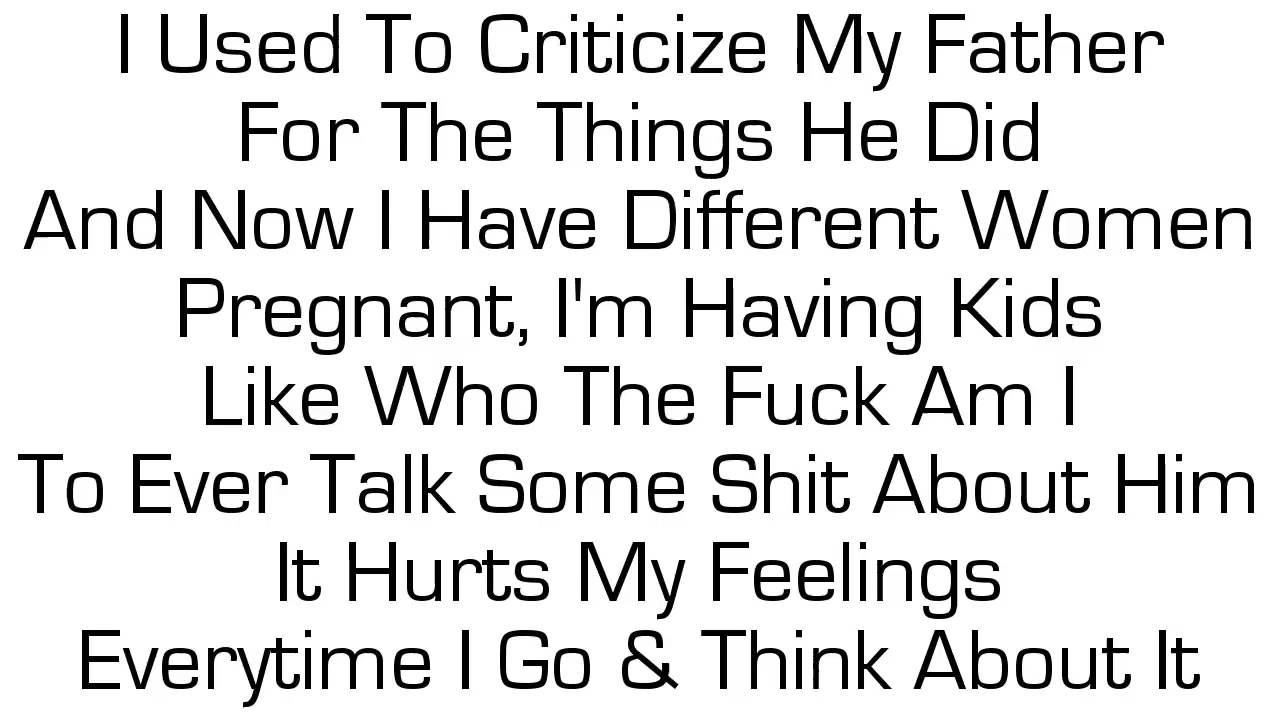 I Used To Criticize My Father
For The Things He Did
And Now I Have Different Women
Pregnant, I'm Having Kids
Like Who The Fuck Am I
To Ever Talk Some Shit About Him
It Hurts My Feelings
Everytime I Go & Think About It